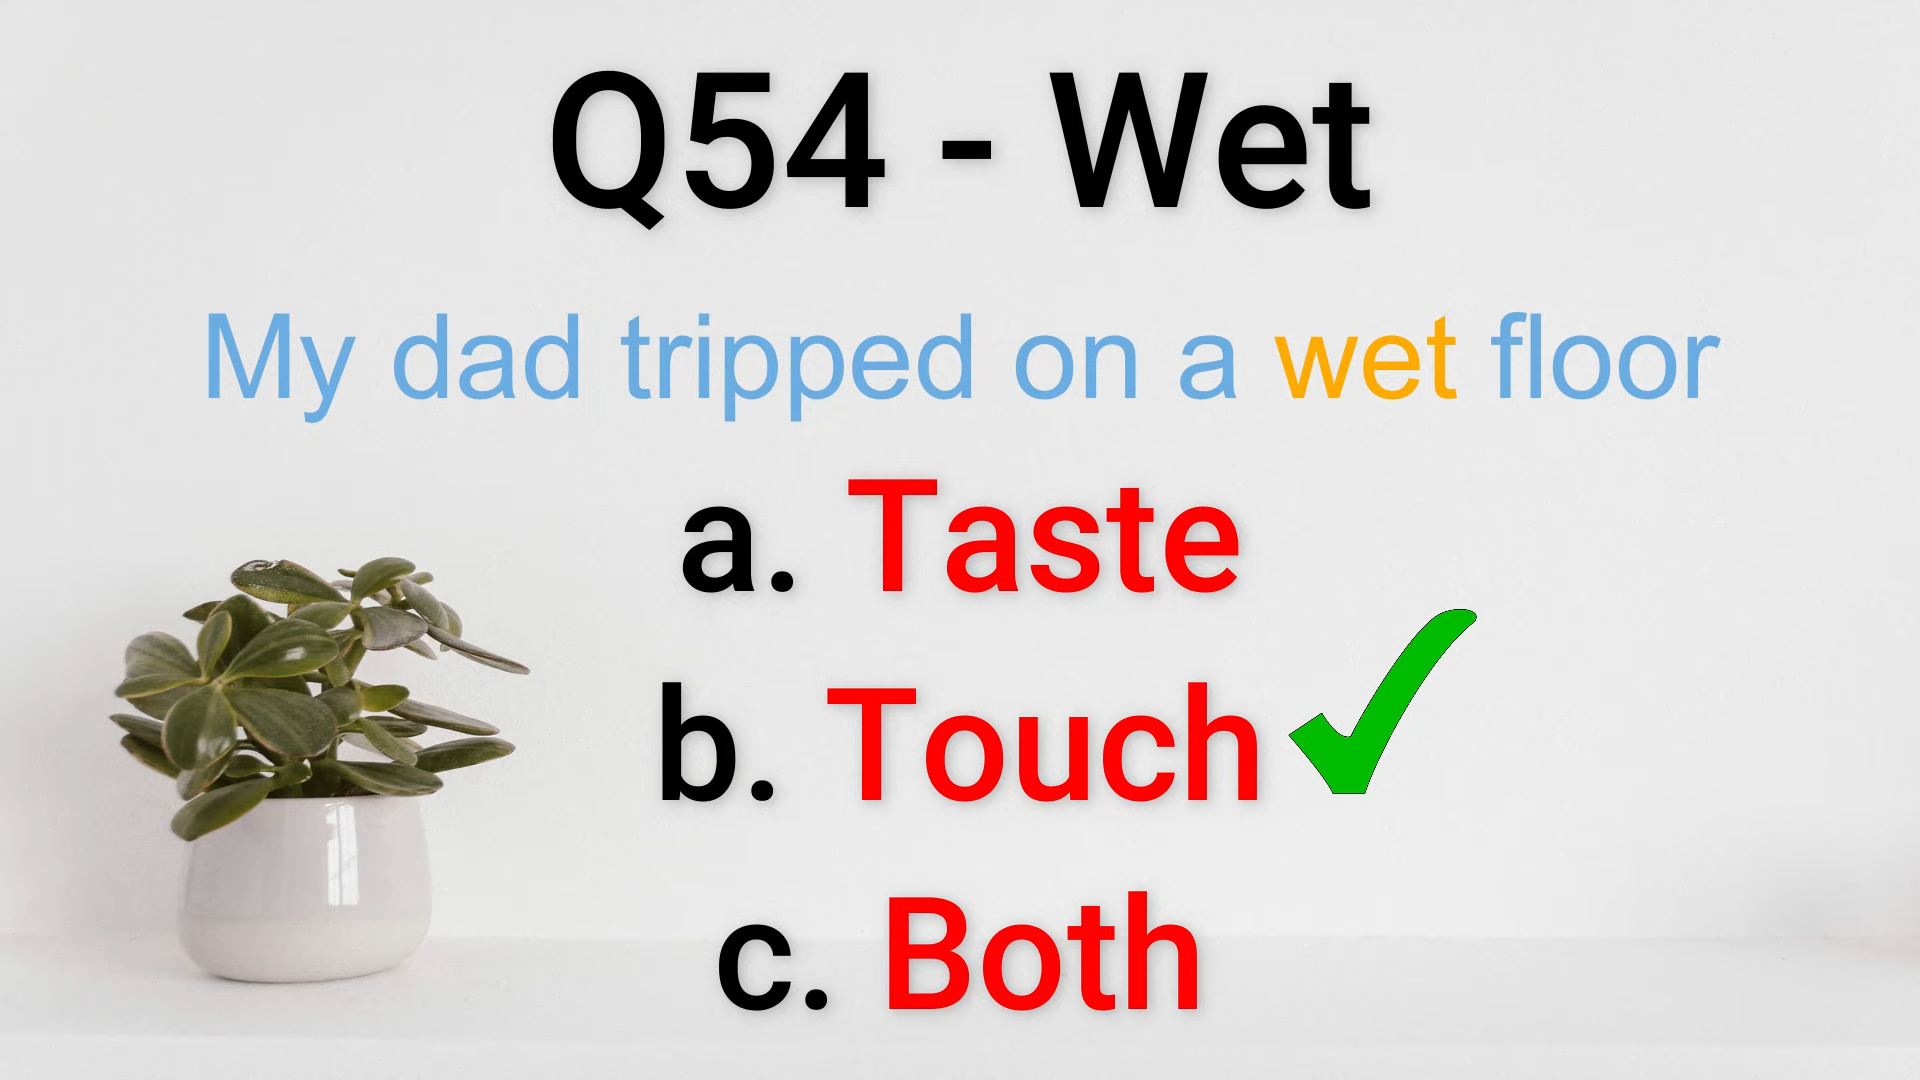 Q54 - Wet
My dad tripped on a wet floor
a. Taste
b. Touch
c. Both